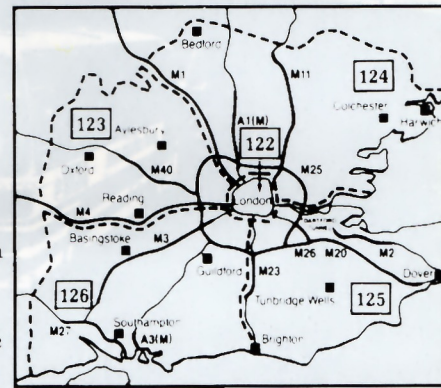 Bedford
M1
M11
124
A1(M)
Colchester
Harwich
123
122
Aylesbury
Oxford
M40
M25
London
Reading
M4
Basingstoke
M3
M26
M20
M2
Guildford
M23
Dover
126
Tunbridge Wells
125
M27
Southampton
A3(M)
Brighton